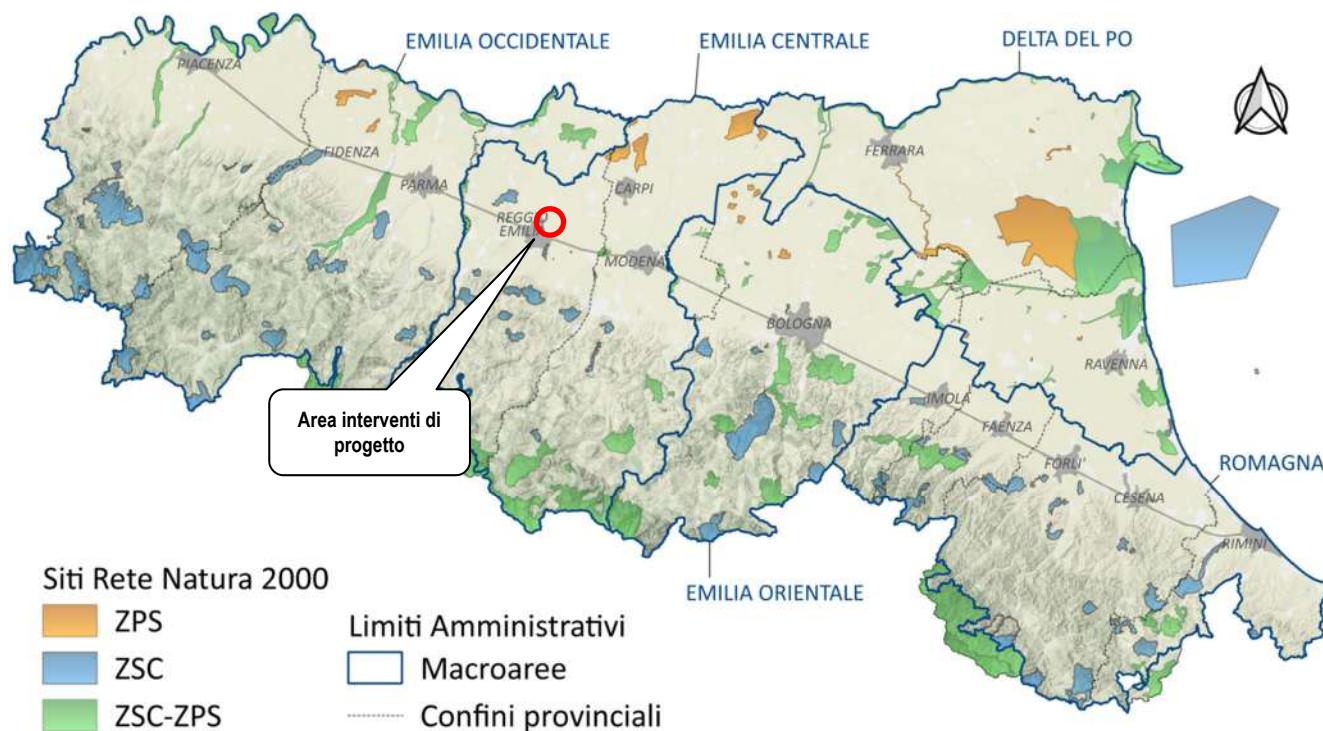 EMILIA OCCIDENTALE
EMILIA CENTRALE
DELTA DEL PO
PIACENZA
FIDENZA
PARMA
REGGIO
EMILIA
CARPI
MODENA
FERRARA
BOLOGNA
RAVENNA
IMOLA
FAENZA
FORLI'
CESENA
RIMINI
ROMAGNA
EMILIA ORIENTALE
Area interventi di
progetto
Siti Rete Natura 2000
ZPS
ZSC
ZSC-ZPS
Limiti Amministrativi
Macroaree
Confini provinciali